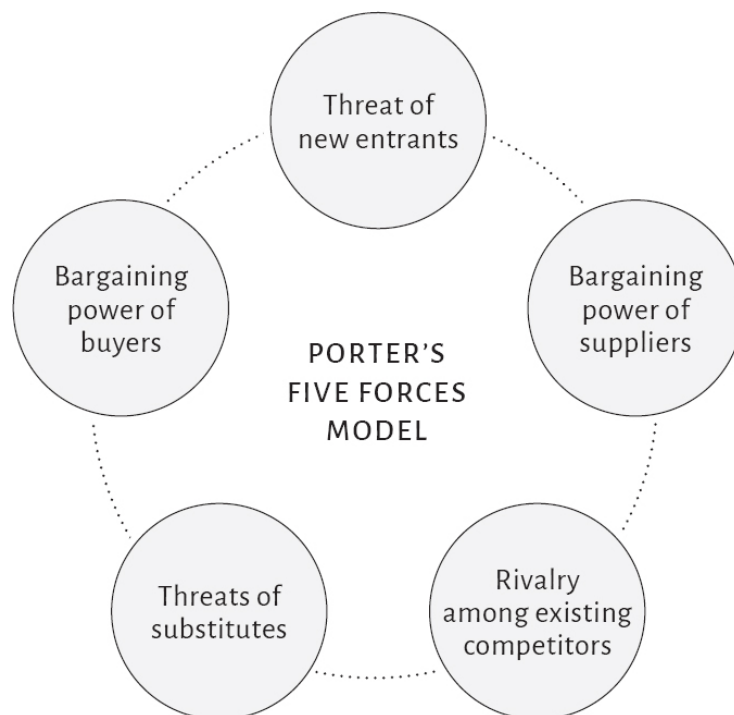 Threat of
new entrants
Bargaining
power of
buyers
Bargaining
power of
suppliers
PORTER’S
FIVE FORCES
MODEL
Threats of
substitutes
Rivalry
among existing
competitors